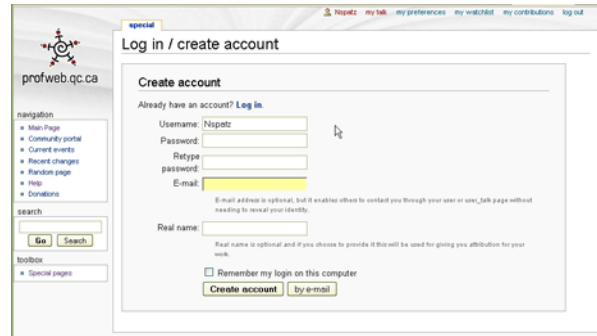 Nspatz my talk my preferences my watchlist my contributions log out
special
Log in / create account
profweb.qc.ca
Create account
Already have an account? Log in.
Username: Nspatz
Password:
Retype
password:
E-mail:
E-mail address is optional, but it enables others to contact you through your user or user_talk page without
needing to reveal your identity.
Real name:
Real name is optional and if you choose to provide it this will be used for giving you attribution for your
work.
Remember my login on this computer
Create account by e-mail
navigation
Main Page
Community portal
Current events
Recent changes
Random page
Help
Donations
search
Go Search
toolbox
Special pages